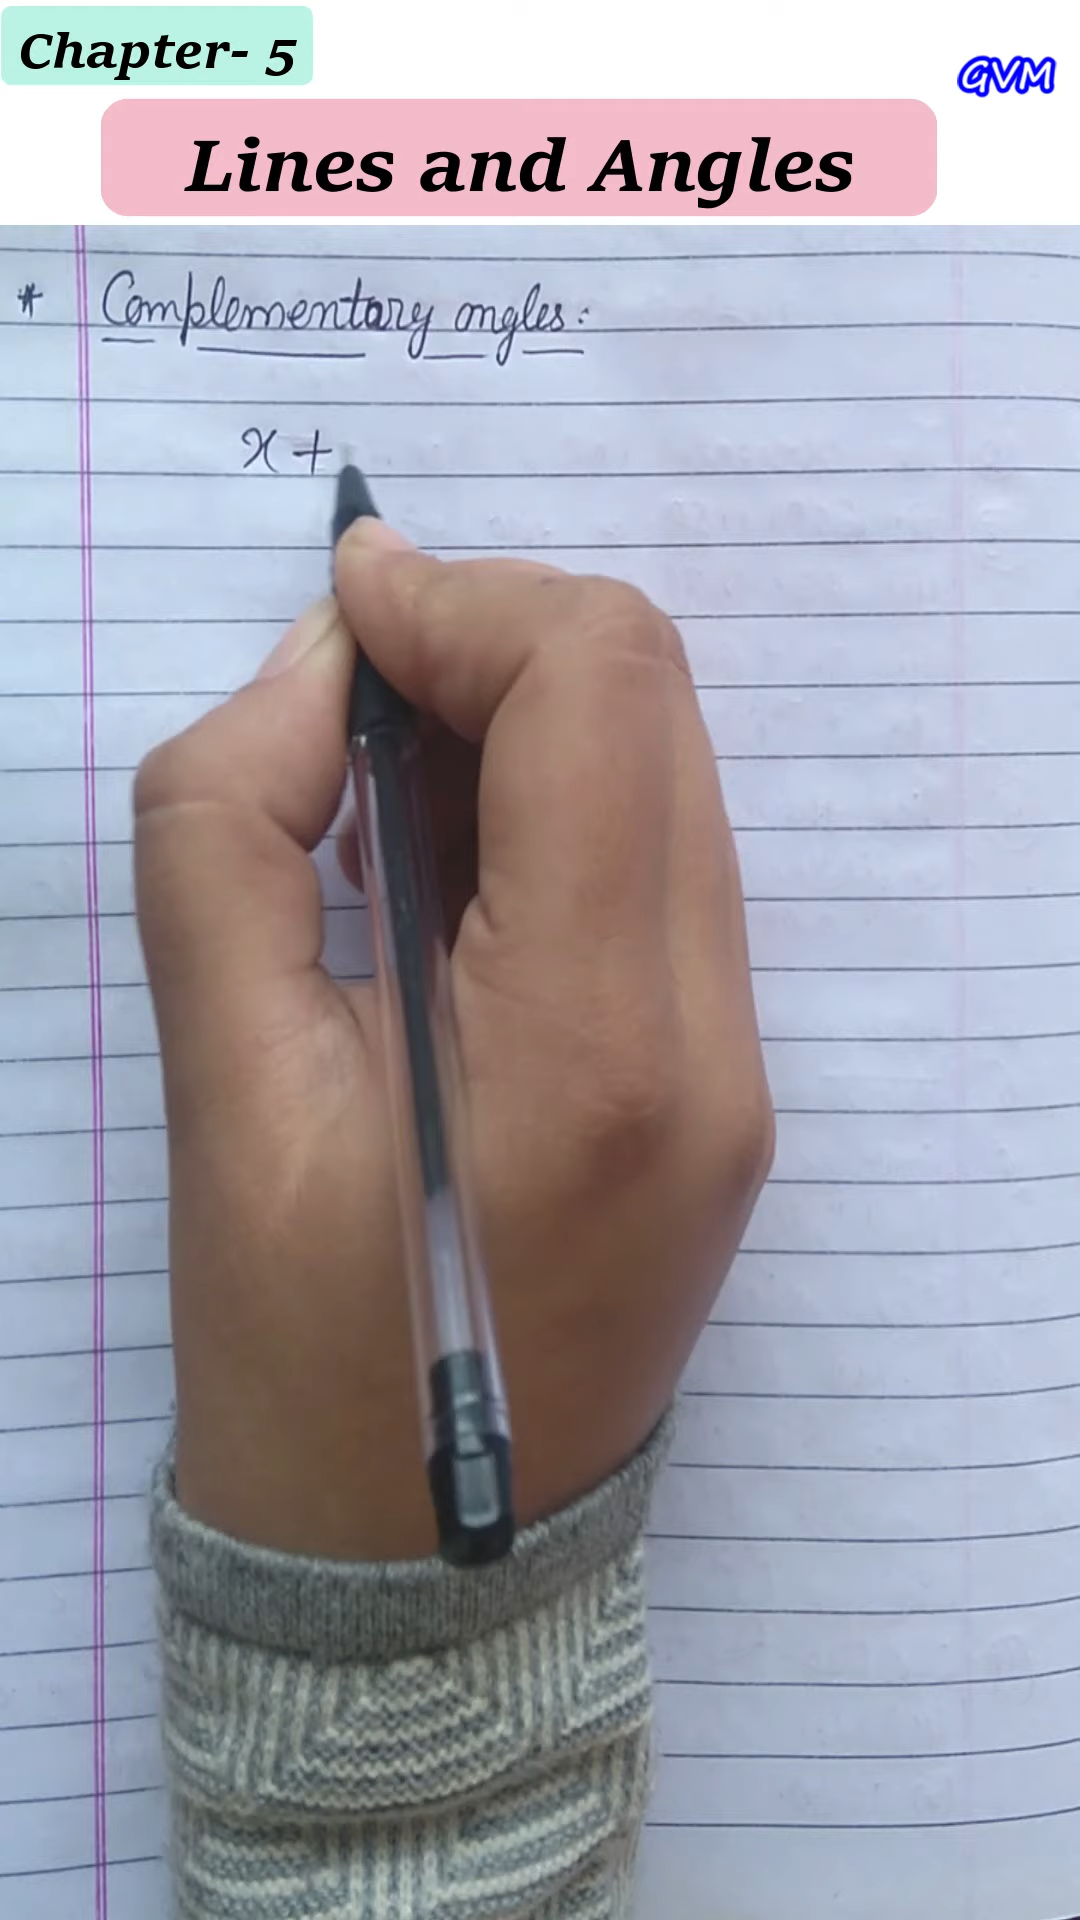 Chapter- 5
GVM
Lines and Angles
* Complementary angles:
x +